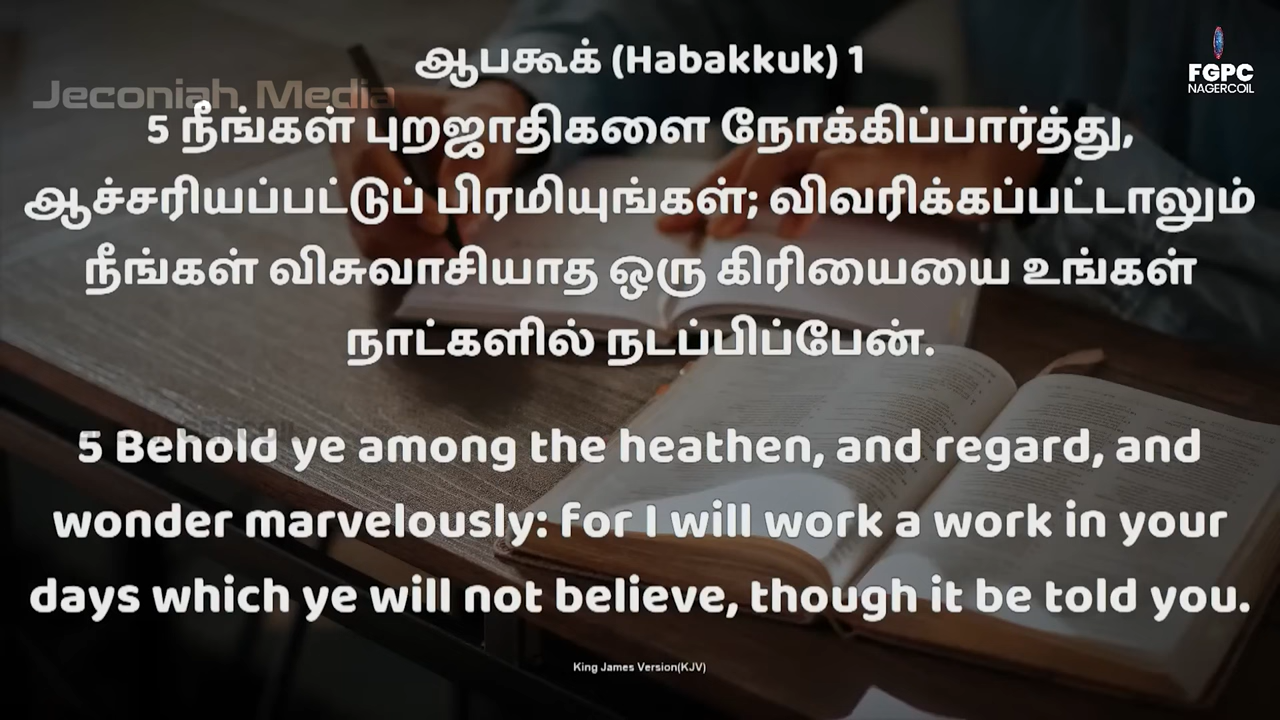 ஆபகூக் (Habakkuk) 1
Jeconiah Media
FGPC
NAGERCOIL
5 நீங்கள் புறஜாதிகளை நோக்கிப்பார்த்து,
ஆச்சரியப்பட்டுப் பிரமியுங்கள்; விவரிக்கப்பட்டாலும்
நீங்கள் விசுவாசியாத ஒரு கிரியையை உங்கள்
நாட்களில் நடப்பிப்பேன்.
5 Behold ye among the heathen, and regard, and
wonder marvelously: for I will work a work in your
days which ye will not believe, though it be told you.
King James Version(KJV)